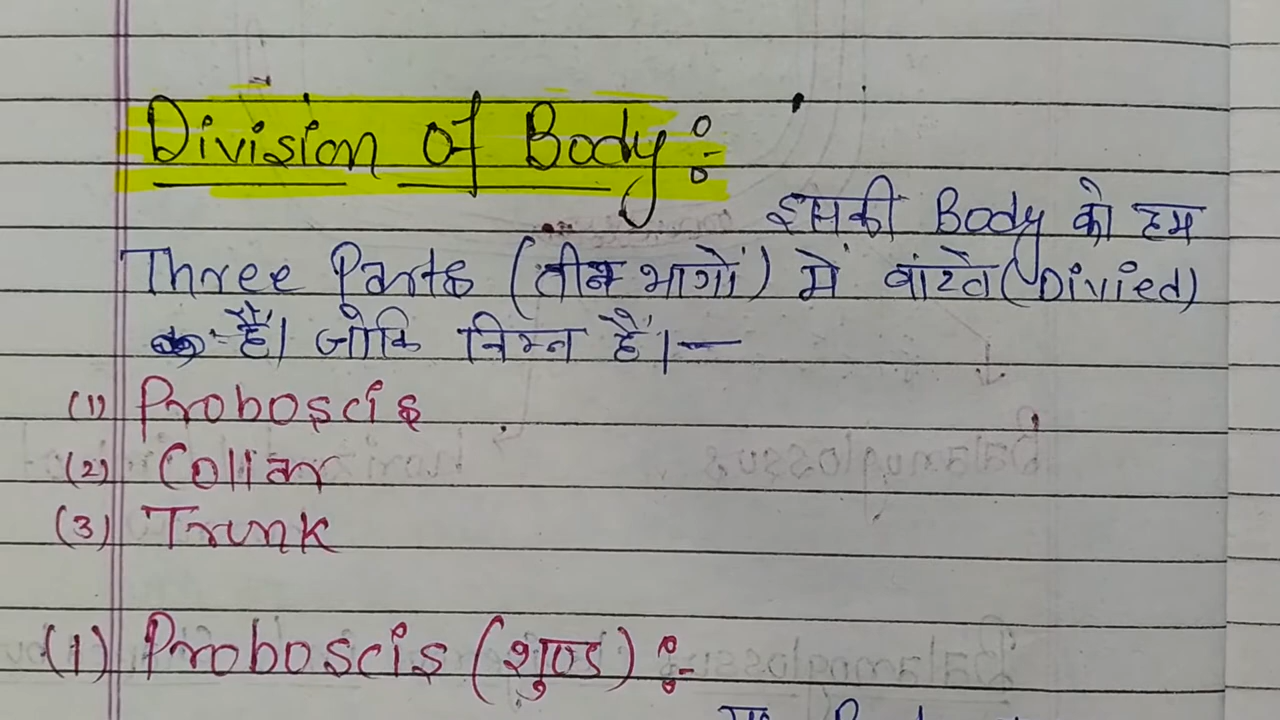 Division of Body :-
इसकी Body को हम
Three Parts (तीन भागों) में बांटते (Divied)
हैं। जोकि निम्न हैं।—
(1) Proboscis
(2) Collar
(3) Trunk
(1) Proboscis (शुण्ड) :-